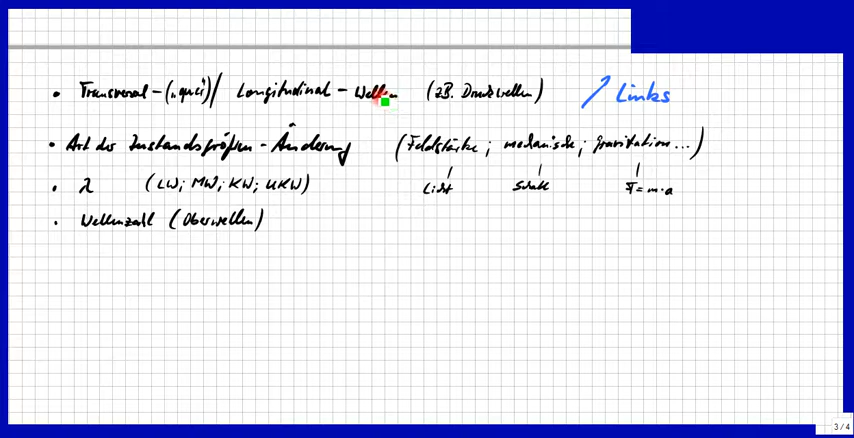 • Transversal-("quer")/ Longitudinal - Wellen (zB. Druckwellen) ↗ Links
• Art der Zustandsgrößen-Änderung (Feldstärke; mechanische; gravitation...)
Licht Schall F=m·a
• λ (LW; MW; KW; UKW)
• Wellenzahl (Oberwellen)
3 / 4